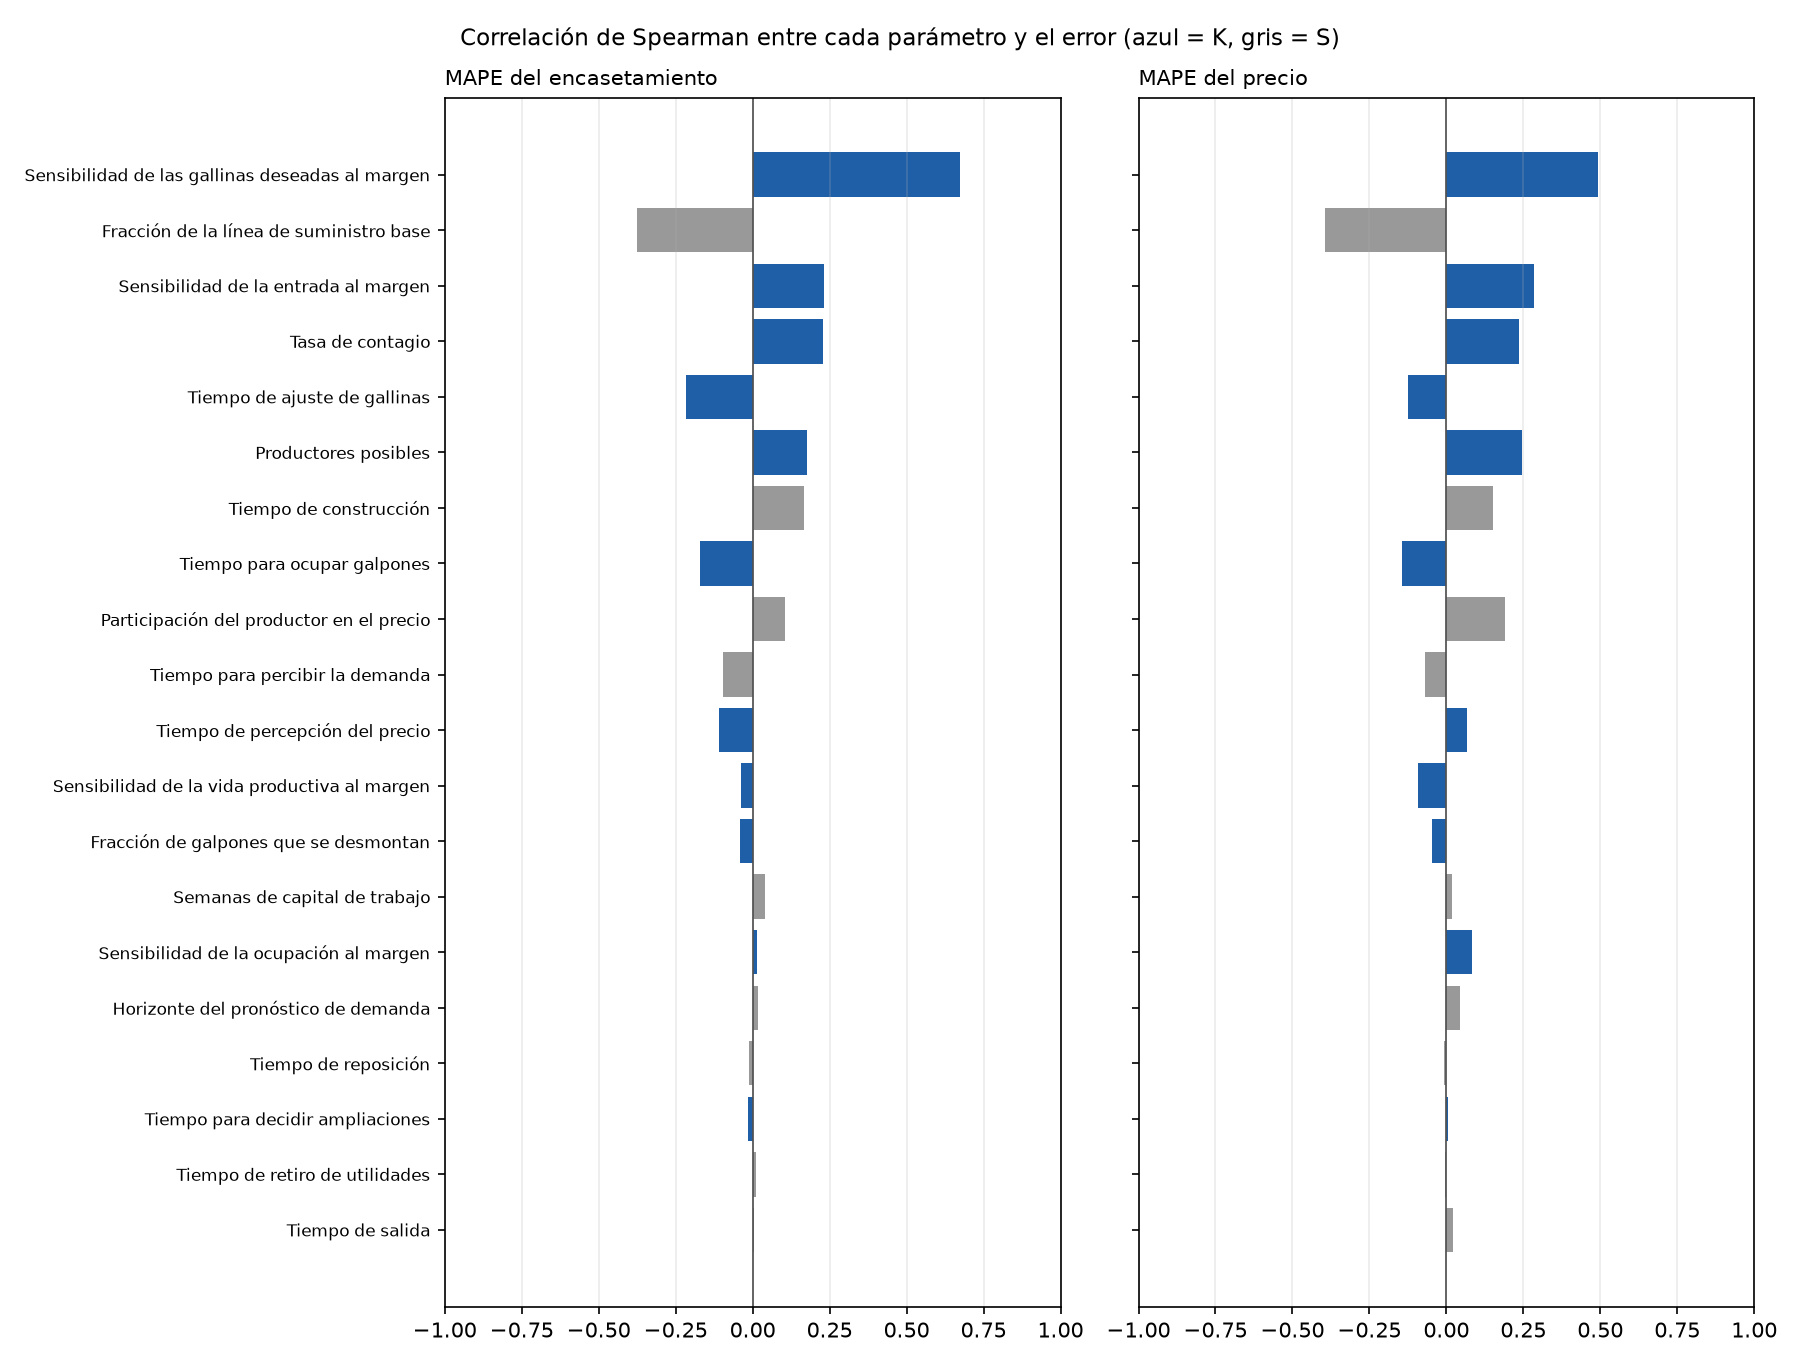 Correlación de Spearman entre cada parámetro y el error (azul = K, gris = S)
MAPE del encasetamiento
MAPE del precio
Sensibilidad de las gallinas deseadas al margen
Fracción de la línea de suministro base
Sensibilidad de la entrada al margen
Tasa de contagio
Tiempo de ajuste de gallinas
Productores posibles
Tiempo de construcción
Tiempo para ocupar galpones
Participación del productor en el precio
Tiempo para percibir la demanda
Tiempo de percepción del precio
Sensibilidad de la vida productiva al margen
Fracción de galpones que se desmontan
Semanas de capital de trabajo
Sensibilidad de la ocupación al margen
Horizonte del pronóstico de demanda
Tiempo de reposición
Tiempo para decidir ampliaciones
Tiempo de retiro de utilidades
Tiempo de salida
−1.00 −0.75 −0.50 −0.25 0.00 0.25 0.50 0.75 1.00
−1.00 −0.75 −0.50 −0.25 0.00 0.25 0.50 0.75 1.00